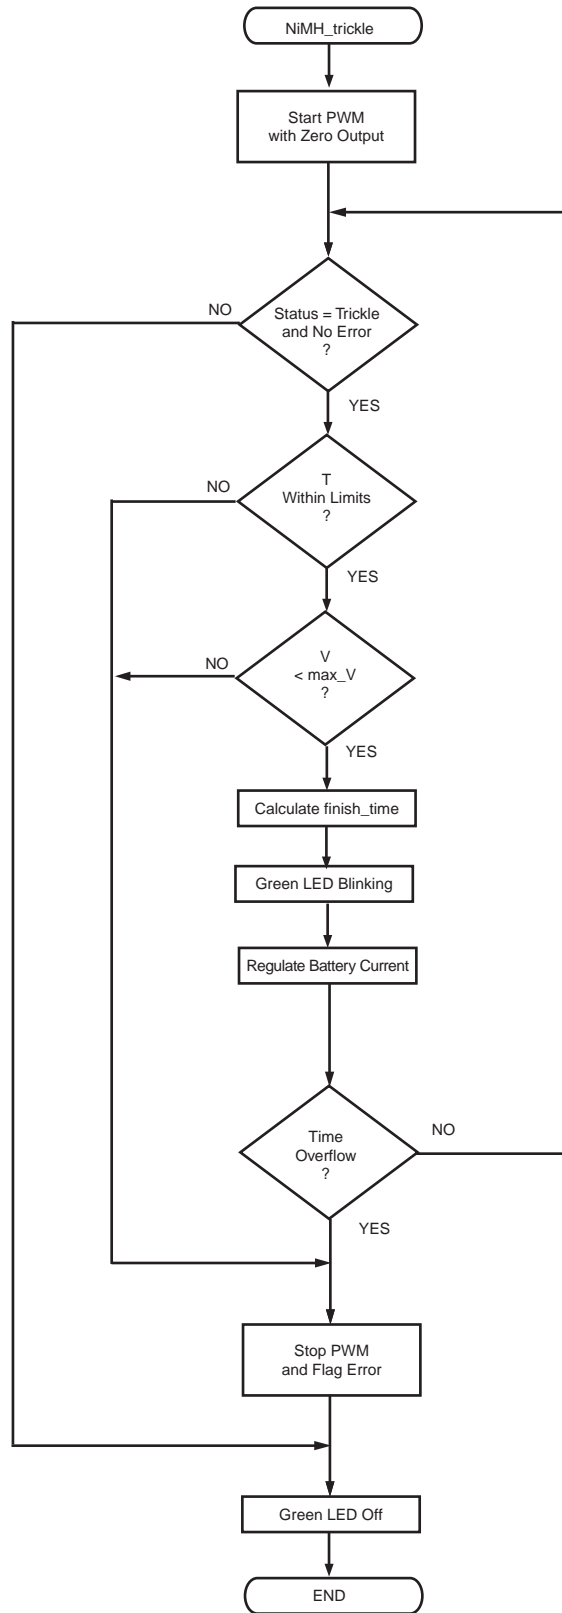 NiMH_trickle
Start PWM
with Zero Output
NO
Status = Trickle
and No Error
?
YES
NO
T
Within Limits
?
YES
NO
V
< max_V
?
YES
Calculate finish_time
Green LED Blinking
Regulate Battery Current
Time
Overflow
?
NO
YES
Stop PWM
and Flag Error
Green LED Off
END